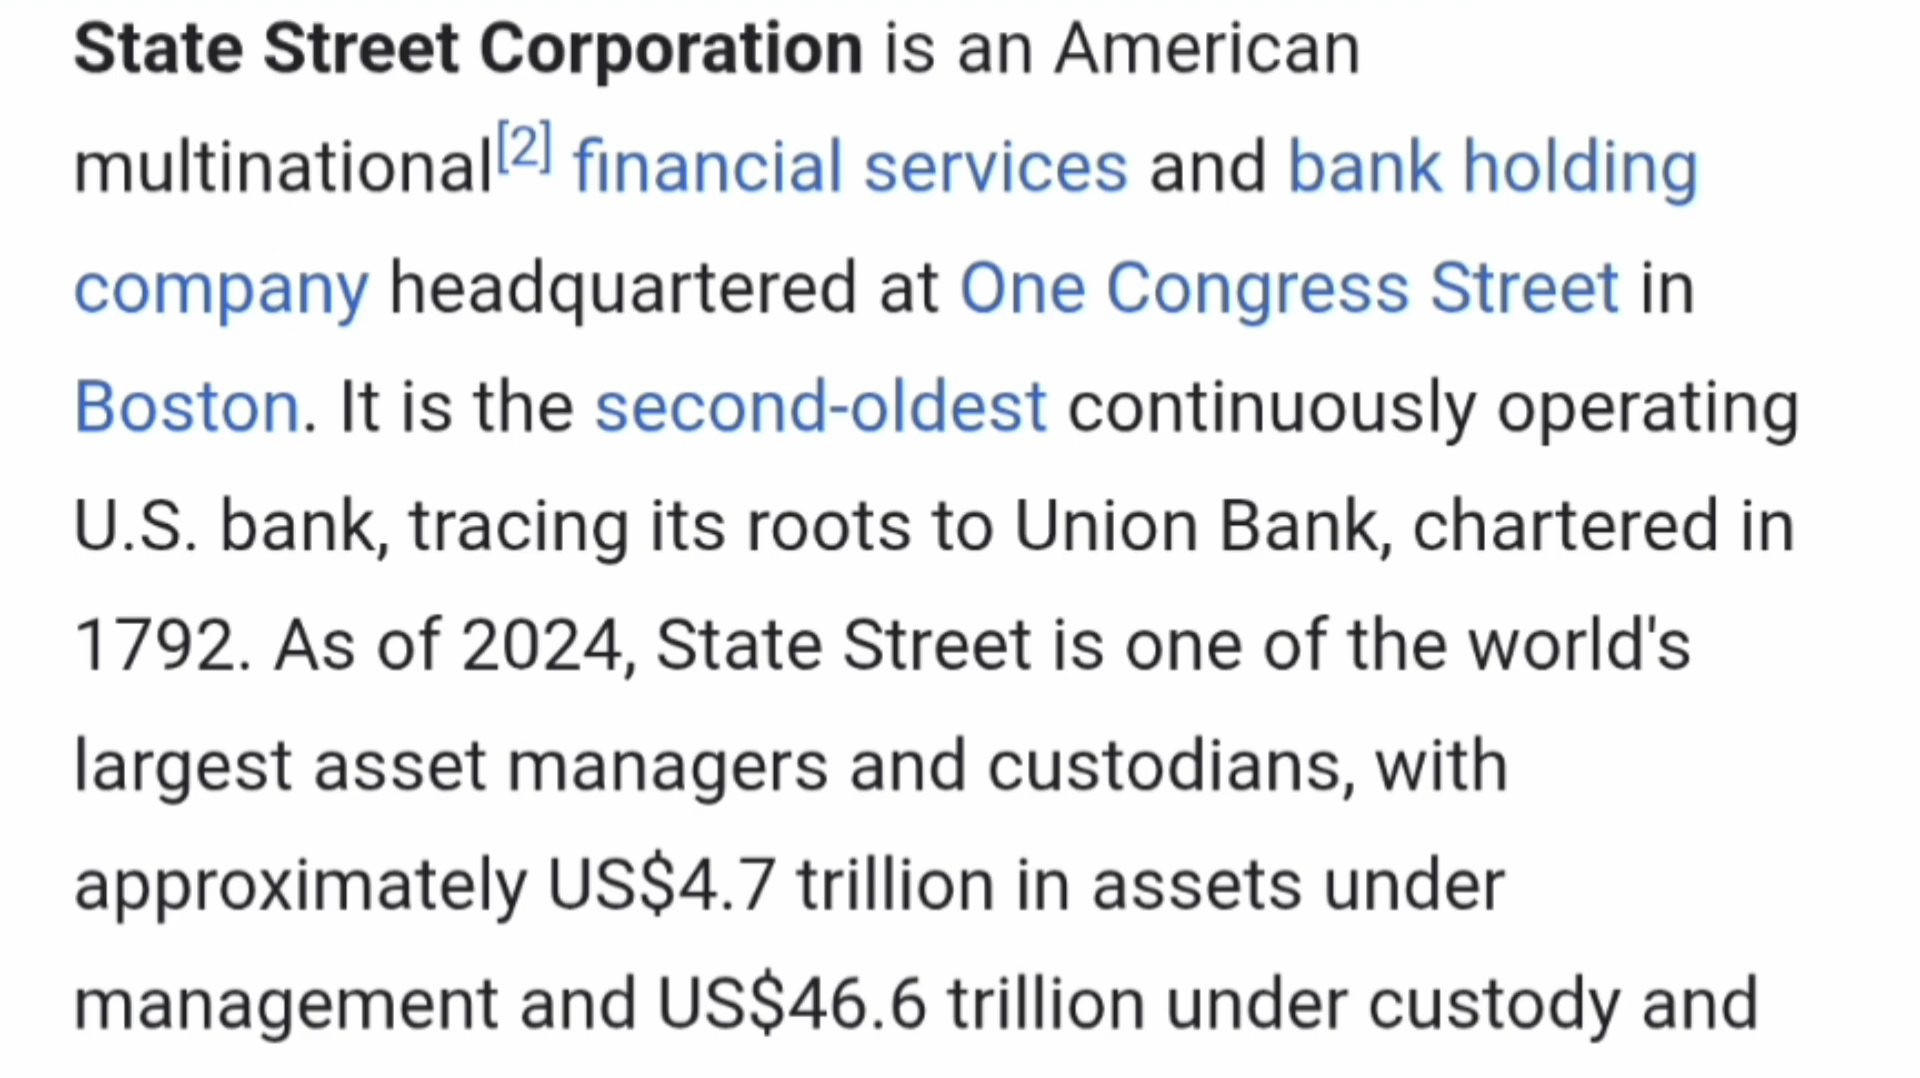 State Street Corporation is an American
multinational[2] financial services and bank holding
company headquartered at One Congress Street in
Boston. It is the second-oldest continuously operating
U.S. bank, tracing its roots to Union Bank, chartered in
1792. As of 2024, State Street is one of the world's
largest asset managers and custodians, with
approximately US$4.7 trillion in assets under
management and US$46.6 trillion under custody and